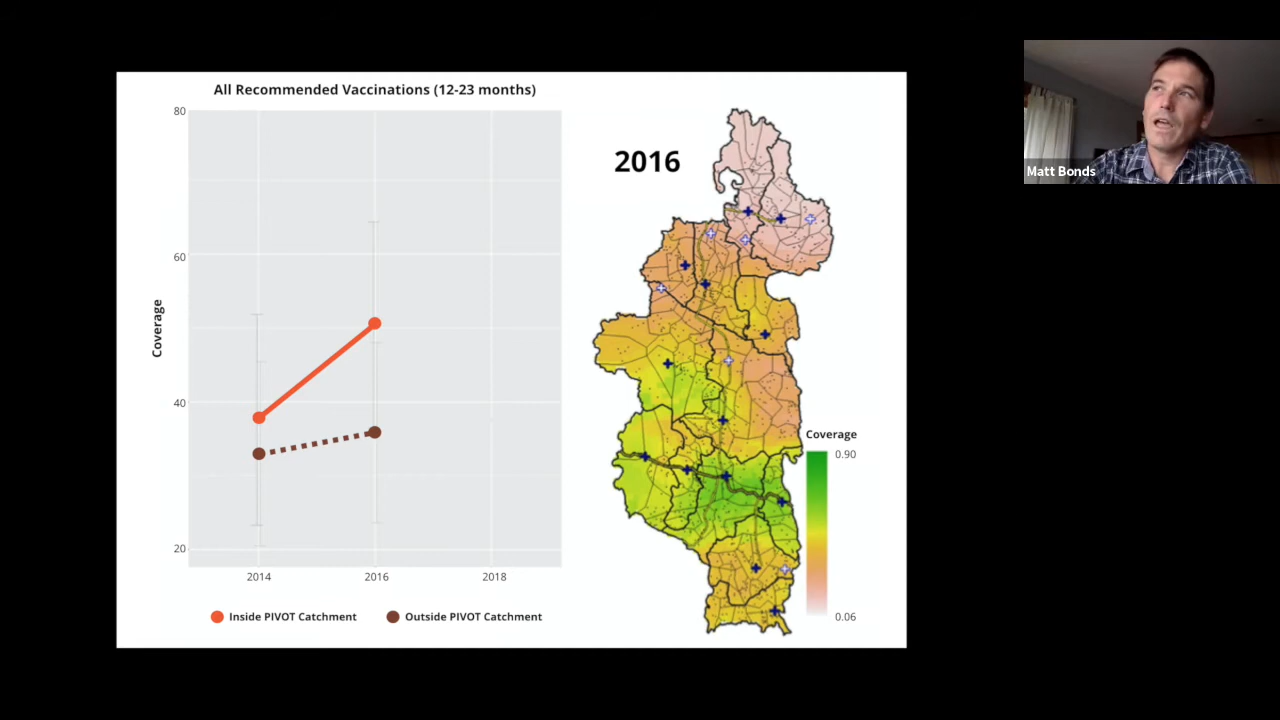 All Recommended Vaccinations (12-23 months)
80
60
40
20
Coverage
2014
2016
2018
Inside PIVOT Catchment
Outside PIVOT Catchment
2016
Coverage
0.90
0.06
Matt Bonds